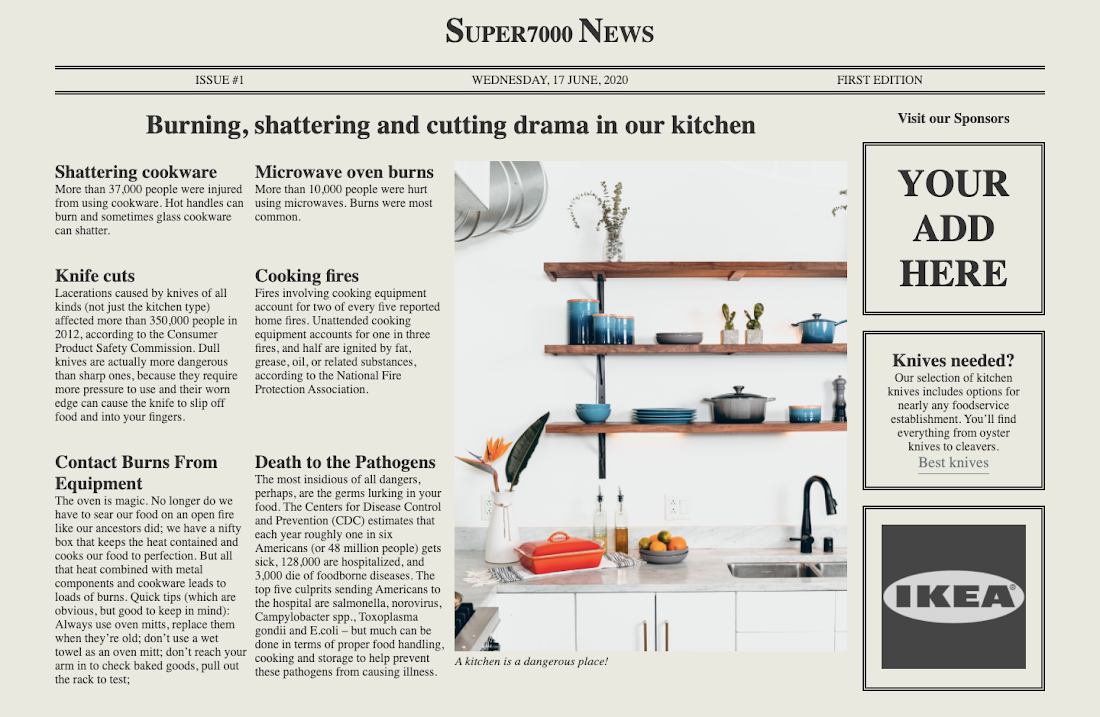 Super7000 News
ISSUE #1
WEDNESDAY, 17 JUNE, 2020
FIRST EDITION
Burning, shattering and cutting drama in our kitchen
Shattering cookware
More than 37,000 people were injured
from using cookware. Hot handles can
burn and sometimes glass cookware
can shatter.
Microwave oven burns
More than 10,000 people were hurt
using microwaves. Burns were most
common.
Knife cuts
Lacerations caused by knives of all
kinds (not just the kitchen type)
affected more than 350,000 people in
2012, according to the Consumer
Product Safety Commission. Dull
knives are actually more dangerous
than sharp ones, because they require
more pressure to use and their worn
edge can cause the knife to slip off
food and into your fingers.
Cooking fires
Fires involving cooking equipment
account for two of every five reported
home fires. Unattended cooking
equipment accounts for one in three
fires, and half are ignited by fat,
grease, oil, or related substances,
according to the National Fire
Protection Association.
Contact Burns From
Equipment
The oven is magic. No longer do we
have to sear our food on an open fire
like our ancestors did; we have a nifty
box that keeps the heat contained and
cooks our food to perfection. But all
that heat combined with metal
components and cookware leads to
loads of burns. Quick tips (which are
obvious, but good to keep in mind):
Always use oven mitts, replace them
when they're old; don't use a wet
towel as an oven mitt; don't reach your
arm in to check baked goods, pull out
the rack to test;
Death to the Pathogens
The most insidious of all dangers,
perhaps, are the germs lurking in your
food. The Centers for Disease Control
and Prevention (CDC) estimates that
each year roughly one in six
Americans (or 48 million people) gets
sick, 128,000 are hospitalized, and
3,000 die of foodborne diseases. The
top five culprits sending Americans to
the hospital are salmonella, norovirus,
Campylobacter spp., Toxoplasma
gondii and E.coli – but much can be
done in terms of proper food handling,
cooking and storage to help prevent
these pathogens from causing illness.
A kitchen is a dangerous place!
Visit our Sponsors
YOUR
ADD
HERE
Knives needed?
Our selection of kitchen
knives includes options for
nearly any foodservice
establishment. You'll find
everything from oyster
knives to cleavers.
Best knives
IKEA®